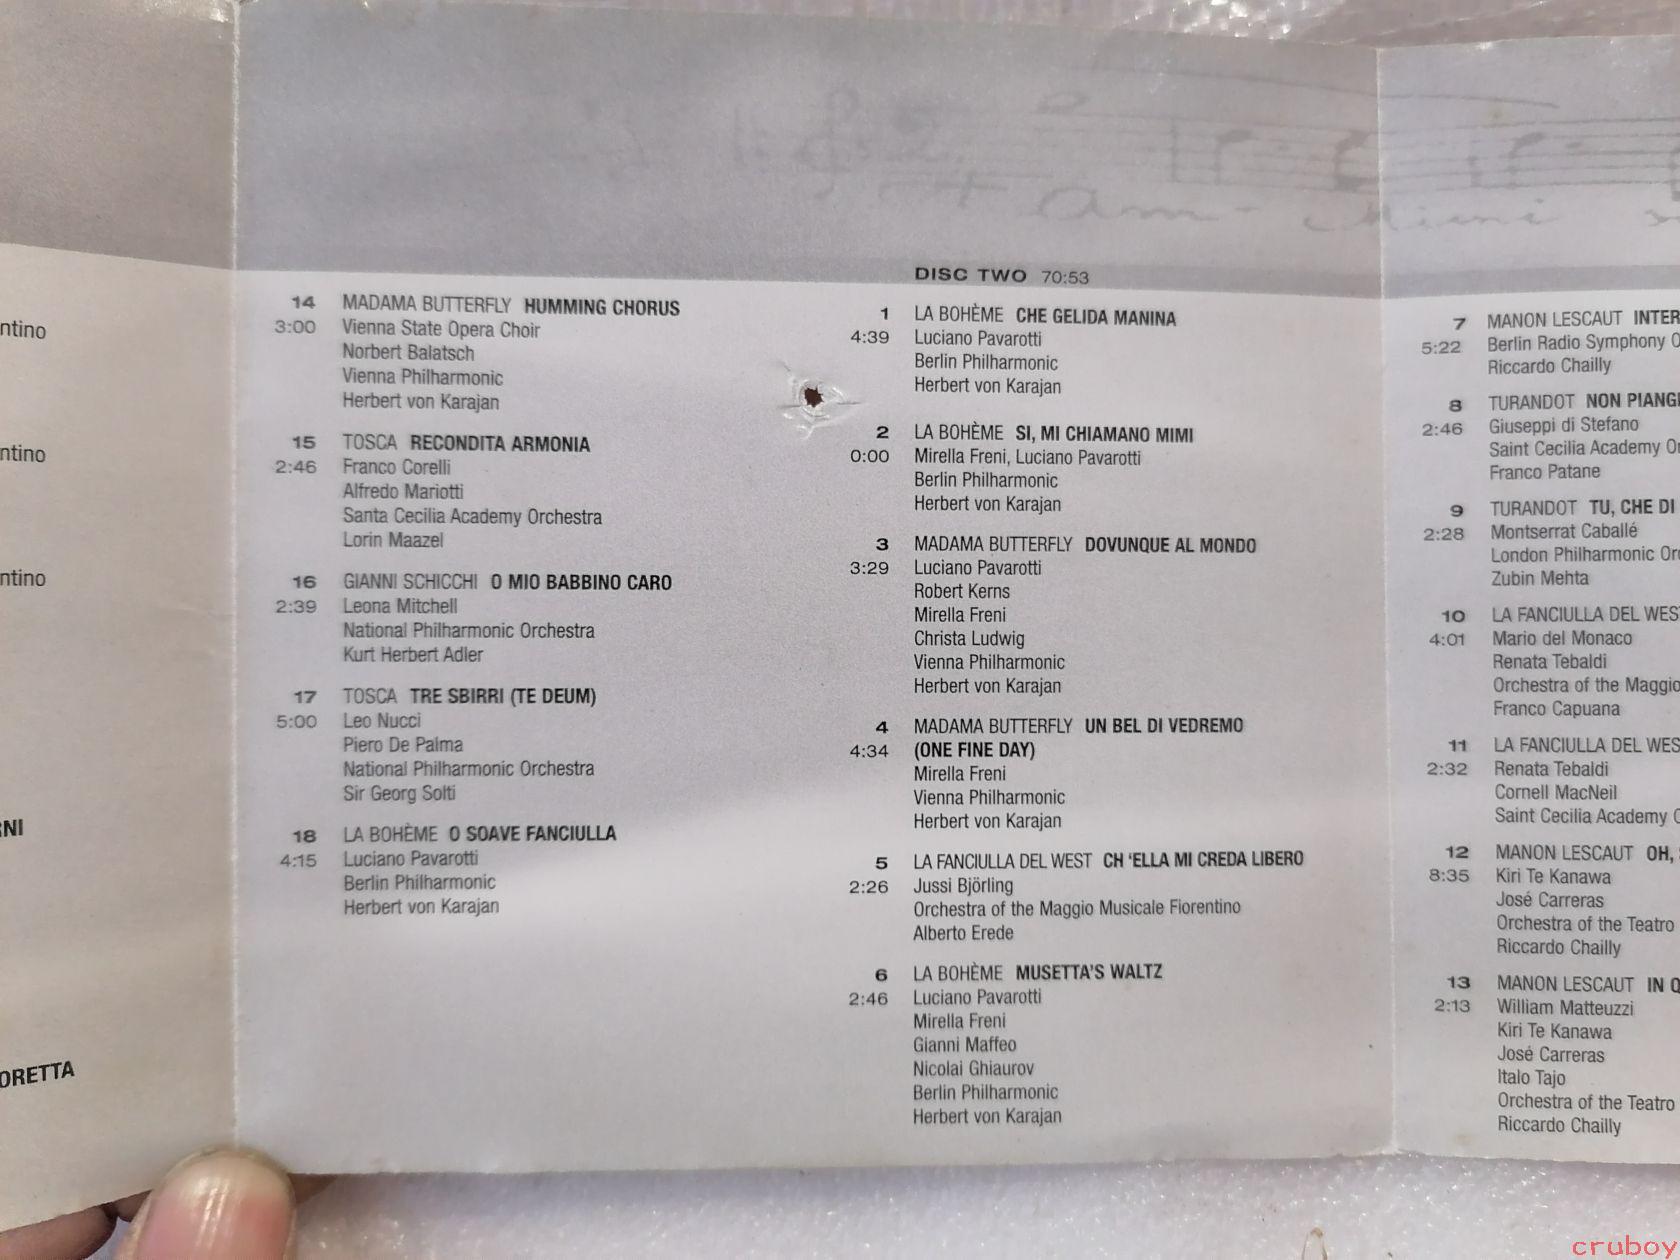 ntino
ntino
ntino
RNI
ORETTA
14 MADAMA BUTTERFLY HUMMING CHORUS
3:00 Vienna State Opera Choir
Norbert Balatsch
Vienna Philharmonic
Herbert von Karajan
15 TOSCA RECONDITA ARMONIA
2:46 Franco Corelli
Alfredo Mariotti
Santa Cecilia Academy Orchestra
Lorin Maazel
16 GIANNI SCHICCHI O MIO BABBINO CARO
2:39 Leona Mitchell
National Philharmonic Orchestra
Kurt Herbert Adler
17 TOSCA TRE SBIRRI (TE DEUM)
5:00 Leo Nucci
Piero De Palma
National Philharmonic Orchestra
Sir Georg Solti
18 LA BOHÈME O SOAVE FANCIULLA
4:15 Luciano Pavarotti
Berlin Philharmonic
Herbert von Karajan
DISC TWO 70:53
1 LA BOHÈME CHE GELIDA MANINA
4:39 Luciano Pavarotti
Berlin Philharmonic
Herbert von Karajan
2 LA BOHÈME SI, MI CHIAMANO MIMI
0:00 Mirella Freni, Luciano Pavarotti
Berlin Philharmonic
Herbert von Karajan
3 MADAMA BUTTERFLY DOVUNQUE AL MONDO
3:29 Luciano Pavarotti
Robert Kerns
Mirella Freni
Christa Ludwig
Vienna Philharmonic
Herbert von Karajan
4 MADAMA BUTTERFLY UN BEL DI VEDREMO
4:34 (ONE FINE DAY)
Mirella Freni
Vienna Philharmonic
Herbert von Karajan
5 LA FANCIULLA DEL WEST CH 'ELLA MI CREDA LIBERO
2:26 Jussi Björling
Orchestra of the Maggio Musicale Fiorentino
Alberto Erede
6 LA BOHÈME MUSETTA'S WALTZ
2:46 Luciano Pavarotti
Mirella Freni
Gianni Maffeo
Nicolai Ghiaurov
Berlin Philharmonic
Herbert von Karajan
7 MANON LESCAUT INTER
5:22 Berlin Radio Symphony O
Riccardo Chailly
8 TURANDOT NON PIANG
2:46 Giuseppi di Stefano
Saint Cecilia Academy Or
Franco Patane
9 TURANDOT TU, CHE DI
2:28 Montserrat Caballé
London Philharmonic Or
Zubin Mehta
10 LA FANCIULLA DEL WES
4:01 Mario del Monaco
Renata Tebaldi
Orchestra of the Maggio
Franco Capuana
11 LA FANCIULLA DEL WES
2:32 Renata Tebaldi
Cornell MacNeil
Saint Cecilia Academy
12 MANON LESCAUT OH,
8:35 Kiri Te Kanawa
José Carreras
Orchestra of the Teatro
Riccardo Chailly
13 MANON LESCAUT IN Q
2:13 William Matteuzzi
Kiri Te Kanawa
José Carreras
Italo Tajo
Orchestra of the Teatro
Riccardo Chailly
cruboy